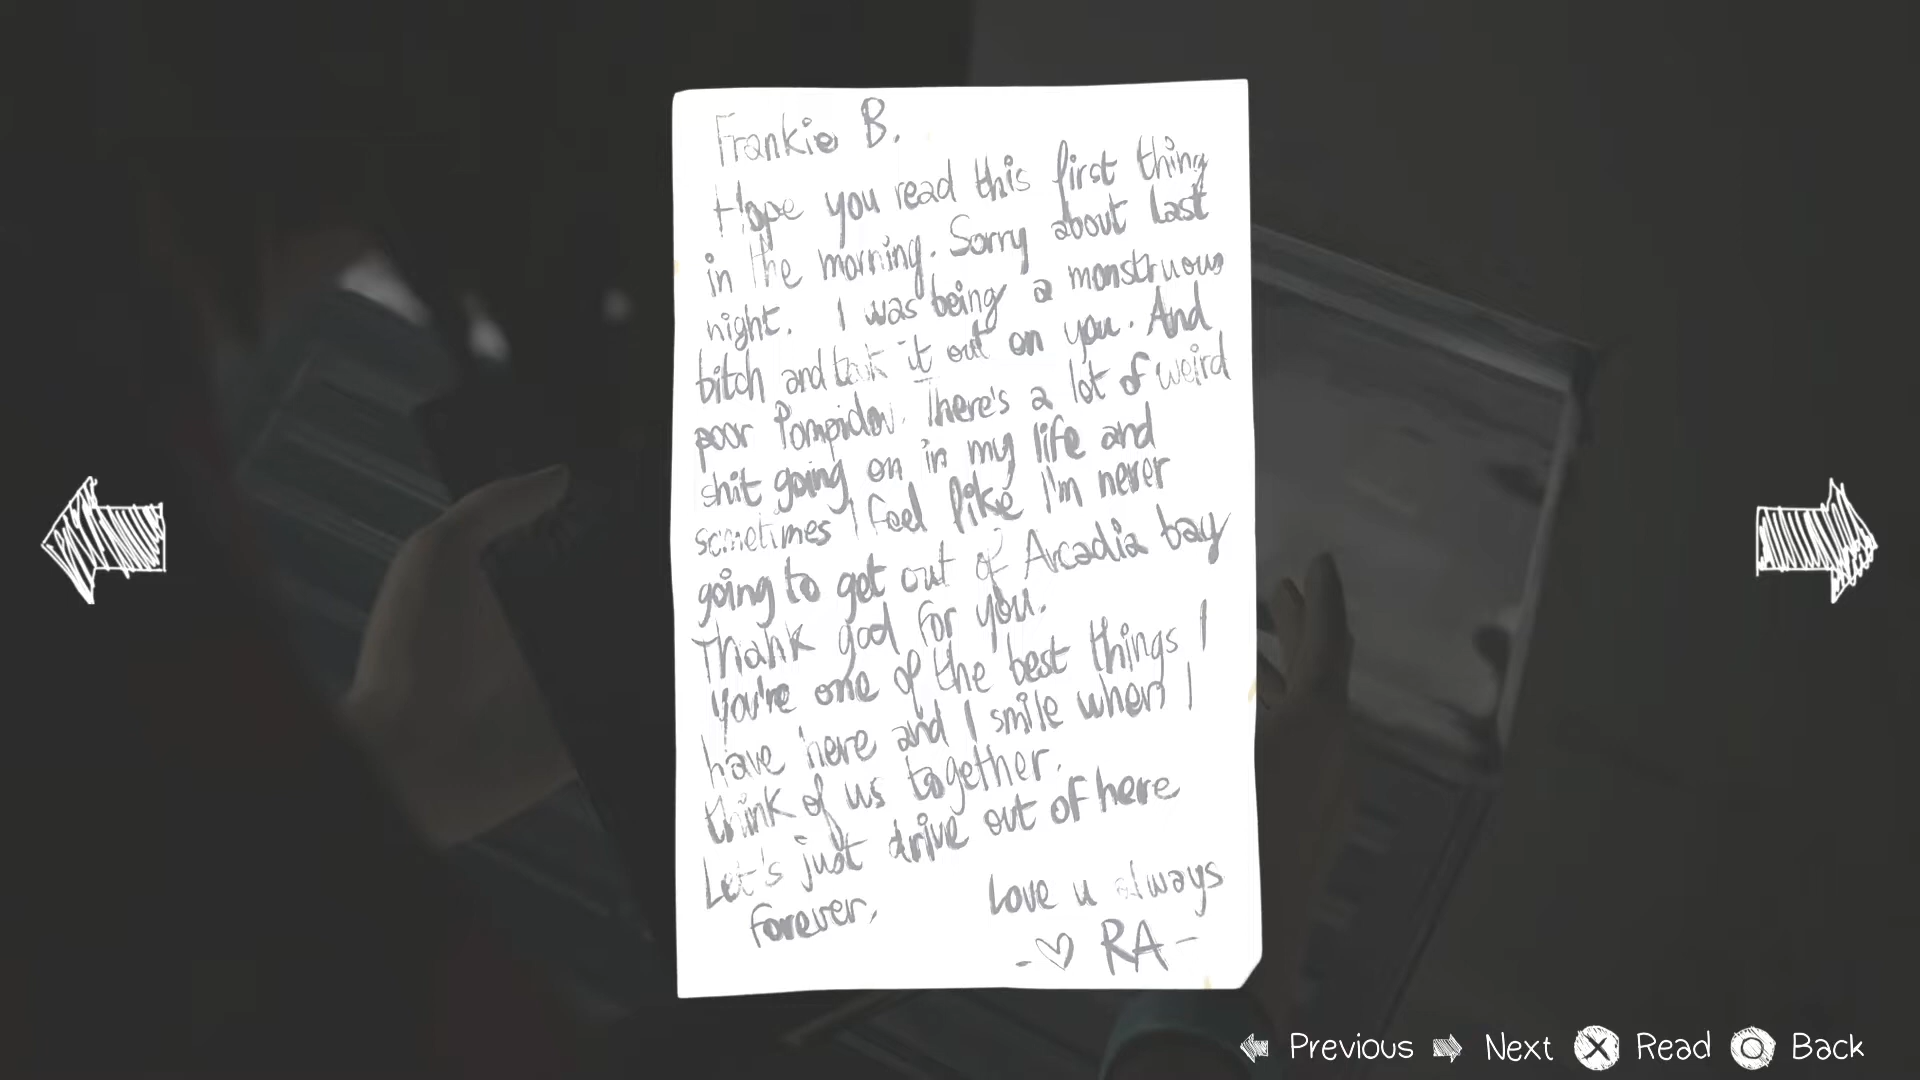 Frankie B.
Hope you read this first thing
in the morning. Sorry about last
night. I was being a monstruous
bitch and took it out on you. And
poor Pompidou. There's a lot of weird
shit going on in my life and
sometimes I feel like I'm never
going to get out of Arcadia bay
Thank god for you.
You're one of the best things I
have here and I smile when I
think of us together.
Let's just drive out of here
forever.
Love u always
-♡ RA-
Previous Next X Read O Back